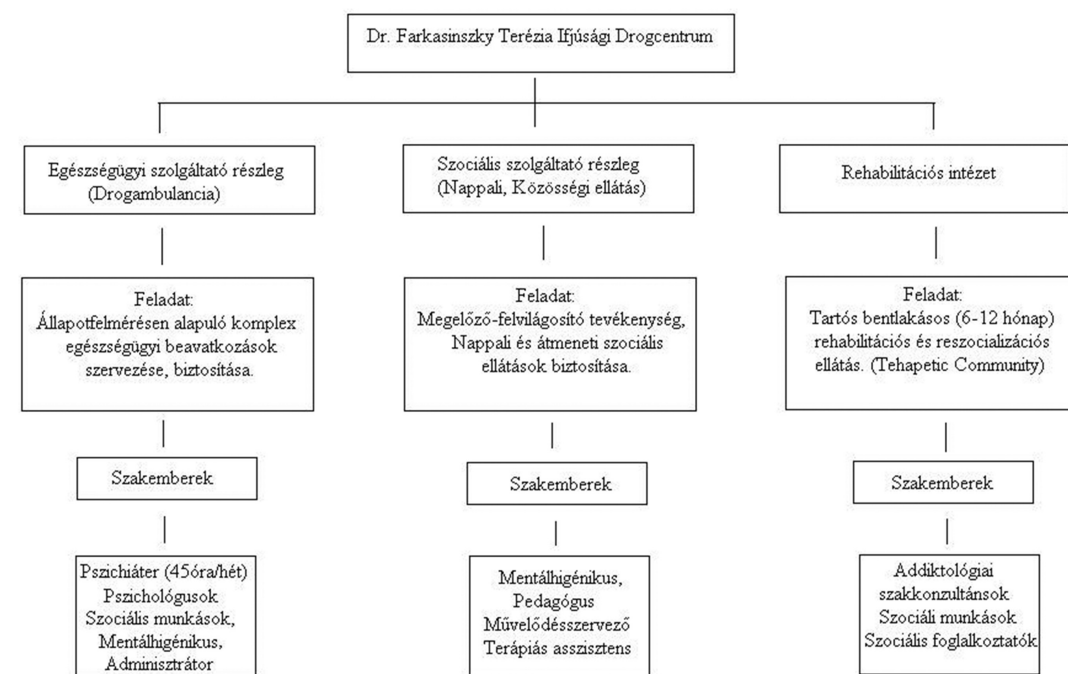 Dr. Farkasinszky Terézia Ifjúsági Drogcentrum
Egészségügyi szolgáltató részleg
(Drogambulancia)
Szociális szolgáltató részleg
(Nappali, Közösségi ellátás)
Rehabilitációs intézet
Feladat:
Állapotfelmérésen alapuló komplex
egészségügyi beavatkozások
szervezése, biztosítása.
Feladat:
Megelőző-felvilágosító tevékenység,
Nappali és átmeneti szociális
ellátások biztosítása.
Feladat:
Tartós bentlakásos (6-12 hónap)
rehabilitációs és reszocializációs
ellátás. (Tehapetic Community)
Szakemberek
Szakemberek
Szakemberek
Pszichiáter (45óra/hét)
Pszichológusok
Szociális munkások,
Mentálhigénikus,
Adminisztrátor
Mentálhigénikus,
Pedagógus
Művelődésszervező
Terápiás asszisztens
Addiktológiai
szakkonzultánsok
Szociáli munkások
Szociális foglalkoztatók